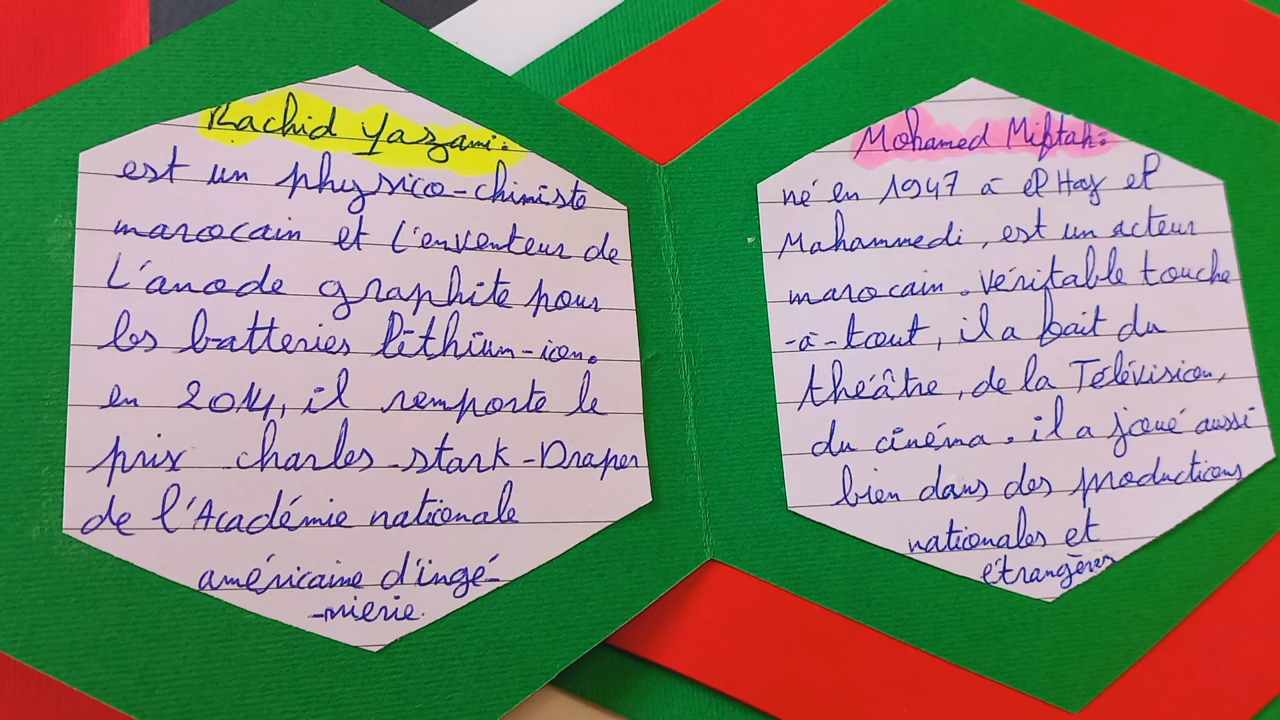 Rachid Yazami:
est un physico-chimiste
marocain et l'enventeur de
L'anode graphite pour
les batteries lithium-ion.
en 2014, il remporte le
prix charles-stark-Draper
de l'Académie nationale
américaine d'ingé-
-nierie.
Mohamed Miftah:
né en 1947 à el Hay el
Mohammedi, est un acteur
marocain. Véritable touche
-à-tout, il a fait du
théâtre, de la Télévision,
du cinéma. il a joué aussi
bien dans des productions
nationales et
étrangères